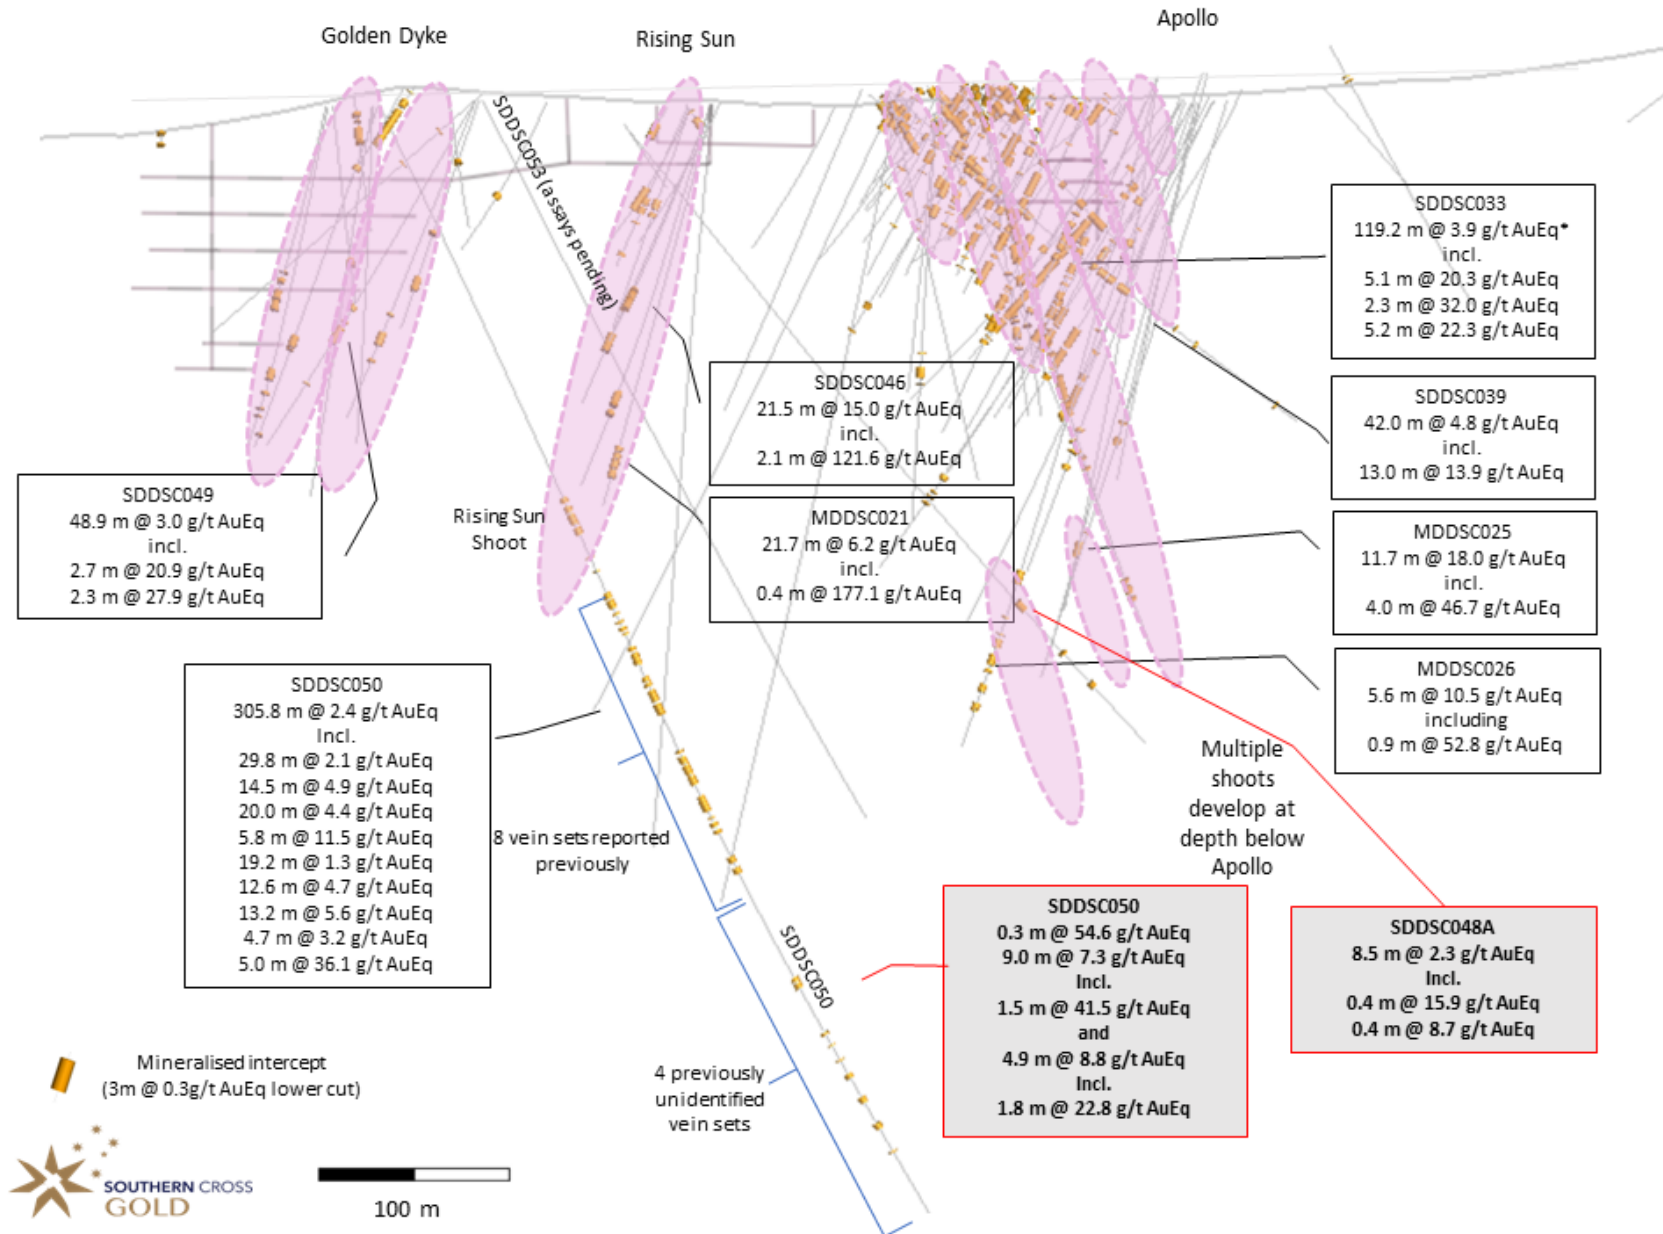 Golden Dyke
Rising Sun
Apollo
SDDSC053 (assays pending)
SDDSC033
119.2 m @ 3.9 g/t AuEq*
incl.
5.1 m @ 20.3 g/t AuEq
2.3 m @ 32.0 g/t AuEq
5.2 m @ 22.3 g/t AuEq
SDDSC046
21.5 m @ 15.0 g/t AuEq
incl.
2.1 m @ 121.6 g/t AuEq
SDDSC039
42.0 m @ 4.8 g/t AuEq
incl.
13.0 m @ 13.9 g/t AuEq
SDDSC049
48.9 m @ 3.0 g/t AuEq
incl.
2.7 m @ 20.9 g/t AuEq
2.3 m @ 27.9 g/t AuEq
Rising Sun
Shoot
MDDSC021
21.7 m @ 6.2 g/t AuEq
incl.
0.4 m @ 177.1 g/t AuEq
MDDSC025
11.7 m @ 18.0 g/t AuEq
incl.
4.0 m @ 46.7 g/t AuEq
MDDSC026
5.6 m @ 10.5 g/t AuEq
including
0.9 m @ 52.8 g/t AuEq
SDDSC050
305.8 m @ 2.4 g/t AuEq
Incl.
29.8 m @ 2.1 g/t AuEq
14.5 m @ 4.9 g/t AuEq
20.0 m @ 4.4 g/t AuEq
5.8 m @ 11.5 g/t AuEq
19.2 m @ 1.3 g/t AuEq
12.6 m @ 4.7 g/t AuEq
13.2 m @ 5.6 g/t AuEq
4.7 m @ 3.2 g/t AuEq
5.0 m @ 36.1 g/t AuEq
8 vein sets reported
previously
Multiple
shoots
develop at
depth below
Apollo
SDDSC050
SDDSC050
0.3 m @ 54.6 g/t AuEq
9.0 m @ 7.3 g/t AuEq
Incl.
1.5 m @ 41.5 g/t AuEq
and
4.9 m @ 8.8 g/t AuEq
Incl.
1.8 m @ 22.8 g/t AuEq
SDDSC048A
8.5 m @ 2.3 g/t AuEq
Incl.
0.4 m @ 15.9 g/t AuEq
0.4 m @ 8.7 g/t AuEq
4 previously
unidentified
vein sets
Mineralised intercept
(3m @ 0.3g/t AuEq lower cut)
SOUTHERN CROSS
GOLD
100 m